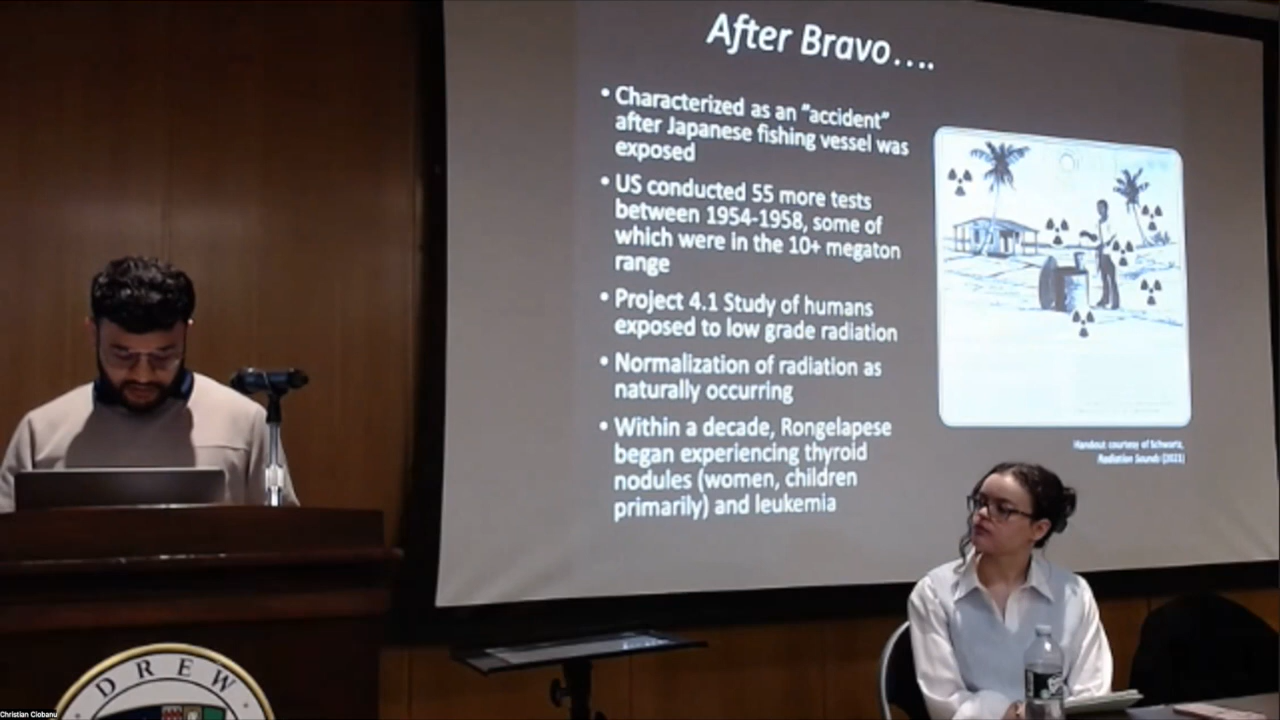 After Bravo....
• Characterized as an "accident"
after Japanese fishing vessel was
exposed
• US conducted 55 more tests
between 1954-1958, some of
which were in the 10+ megaton
range
• Project 4.1 Study of humans
exposed to low grade radiation
• Normalization of radiation as
naturally occurring
• Within a decade, Rongelapese
began experiencing thyroid
nodules (women, children
primarily) and leukemia
Handout courtesy of Schwartz,
Radiation Sounds (2021)
DREW
Christian Ciobanu